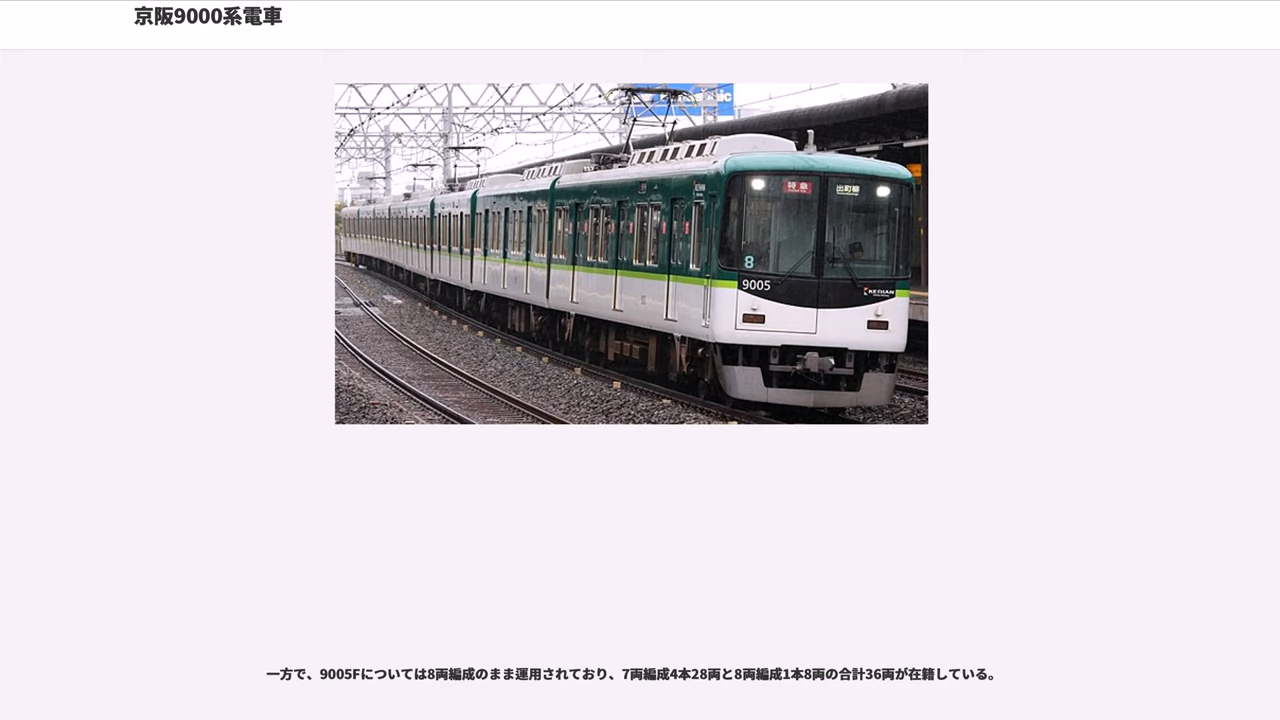 京阪9000系電車
Panasonic
特急
出町柳
8
9005
KEIHAN
一方で、9005Fについては8両編成のまま運用されており、7両編成4本28両と8両編成1本8両の合計36両が在籍している。